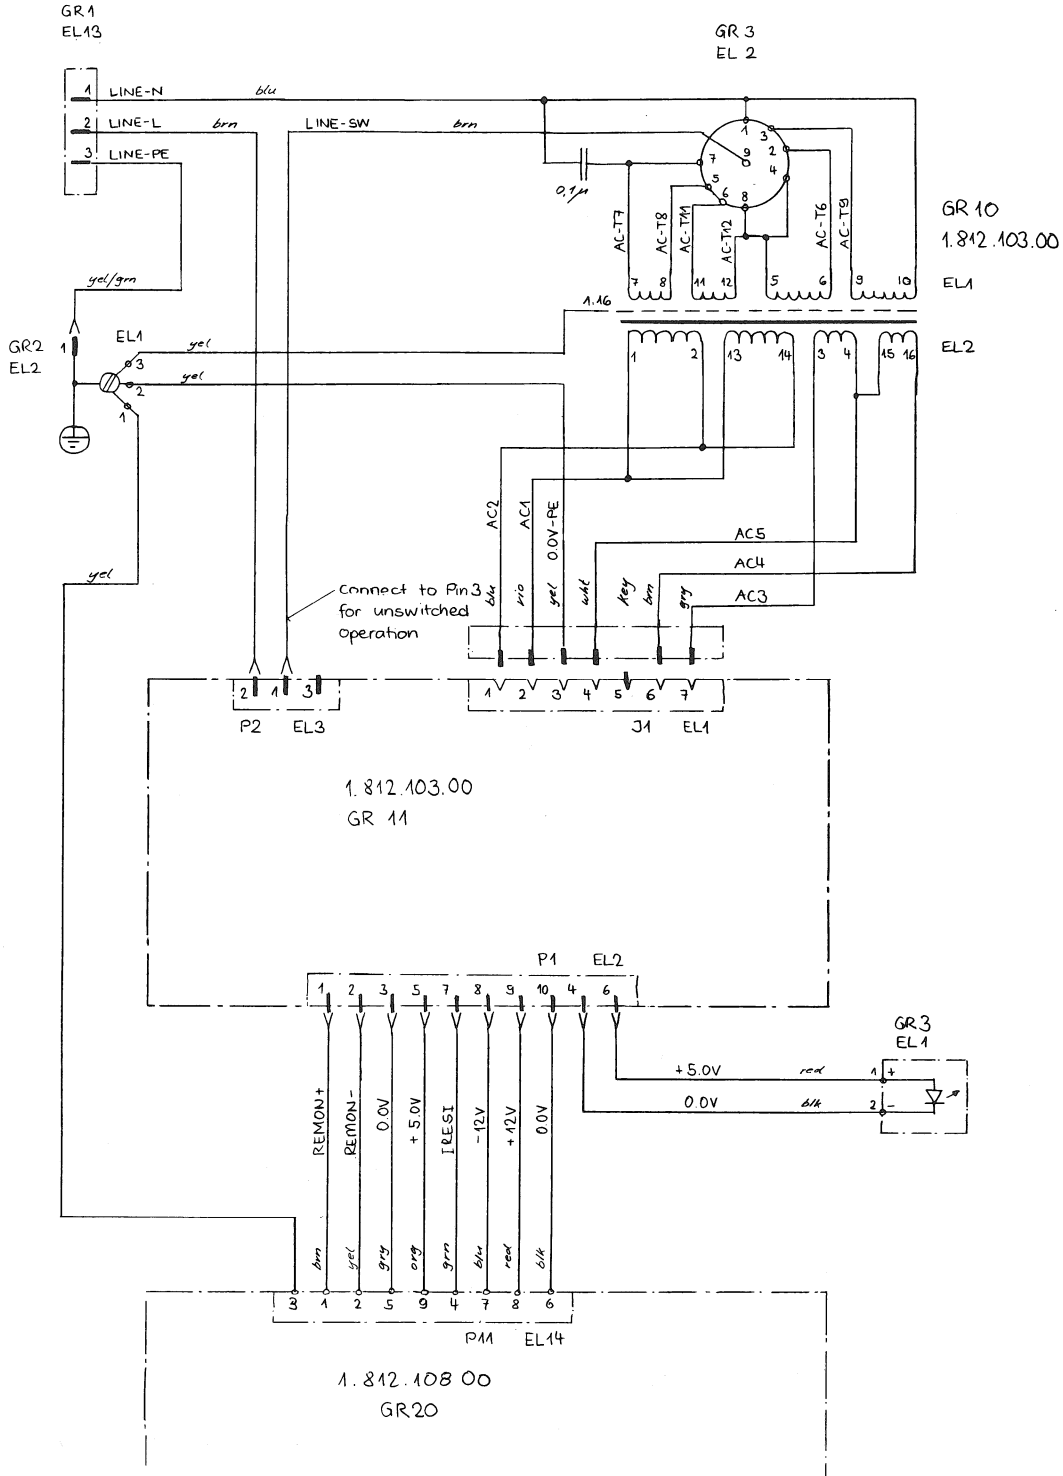 GR1
EL13
GR 3
EL 2
1 LINE-N blu
2 LINE-L brn
LINE-SW brn
3 LINE-PE
1
3
2
4
9
7
5
6
8
0,1µ
AC-T7
AC-T8
AC-T11
AC-T12
AC-T6
AC-T9
GR 10
1.812.103.00
yel/grn
7 8 11 12 5 6 9 10
EL1
1.16
EL1
GR2
EL2
1
yel
3
2
1
yel
1 2 13 14 3 4 15 16
EL2
AC2
AC1
0.0V-PE
AC5
AC4
AC3
yel
connect to Pin 3
for unswitched
operation
blu
vio
yel
wht
key
brn
gry
2 1 3
1 2 3 4 5 6 7
P2 EL3
J1 EL1
1.812.103.00
GR 11
P1 EL2
1 2 3 5 7 8 9 10 4 6
GR3
EL1
+5.0V red 1 +
0.0V blk 2 -
REMON+
REMON-
0.0V
+5.0V
IRESI
-12V
+12V
0.0V
brn
yel
gry
org
grn
blu
red
blk
3 1 2 5 9 4 7 8 6
P11 EL14
1.812.108 00
GR20